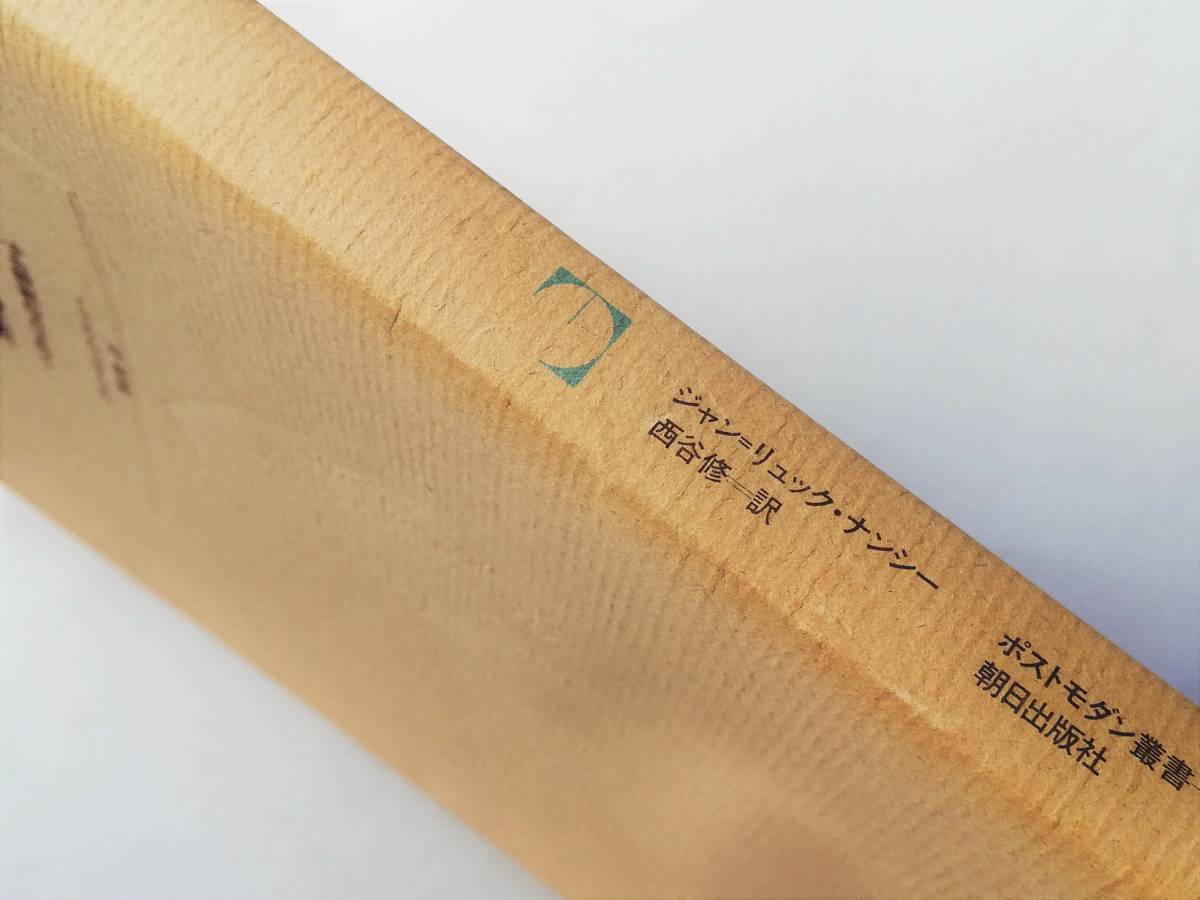 ジャン=リュック・ナンシー
西谷修—訳
ポストモダン叢書
朝日出版社